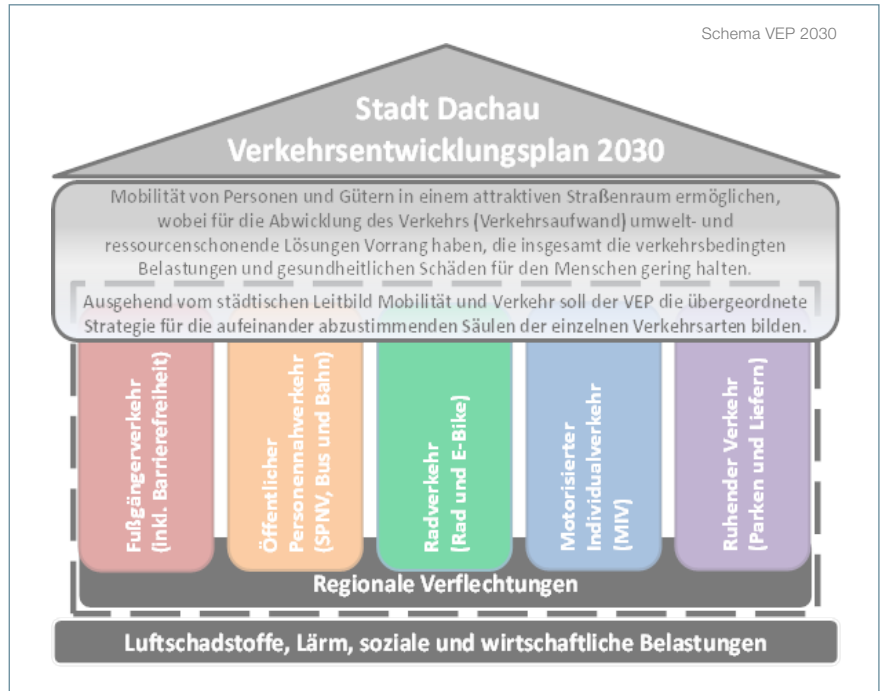 Schema VEP 2030
Stadt Dachau
Verkehrsentwicklungsplan 2030
Mobilität von Personen und Gütern in einem attraktiven Straßenraum ermöglichen,
wobei für die Abwicklung des Verkehrs (Verkehrsaufwand) umwelt- und
ressourcenschonende Lösungen Vorrang haben, die insgesamt die verkehrsbedingten
Belastungen und gesundheitlichen Schäden für den Menschen gering halten.
Ausgehend vom städtischen Leitbild Mobilität und Verkehr soll der VEP die übergeordnete
Strategie für die aufeinander abzustimmenden Säulen der einzelnen Verkehrsarten bilden.
Fußgängerverkehr
(inkl. Barrierefreiheit)
Öffentlicher
Personennahverkehr
(SPNV, Bus und Bahn)
Radverkehr
(Rad und E-Bike)
Motorisierter
Individualverkehr
(MIV)
Ruhender Verkehr
(Parken und Liefern)
Regionale Verflechtungen
Luftschadstoffe, Lärm, soziale und wirtschaftliche Belastungen